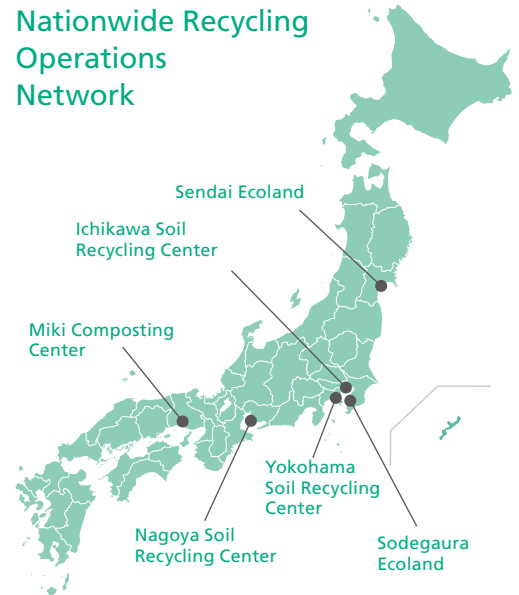 Nationwide Recycling
Operations
Network
Sendai Ecoland
Ichikawa Soil
Recycling Center
Miki Composting
Center
Yokohama
Soil Recycling
Center
Nagoya Soil
Recycling Center
Sodegaura
Ecoland